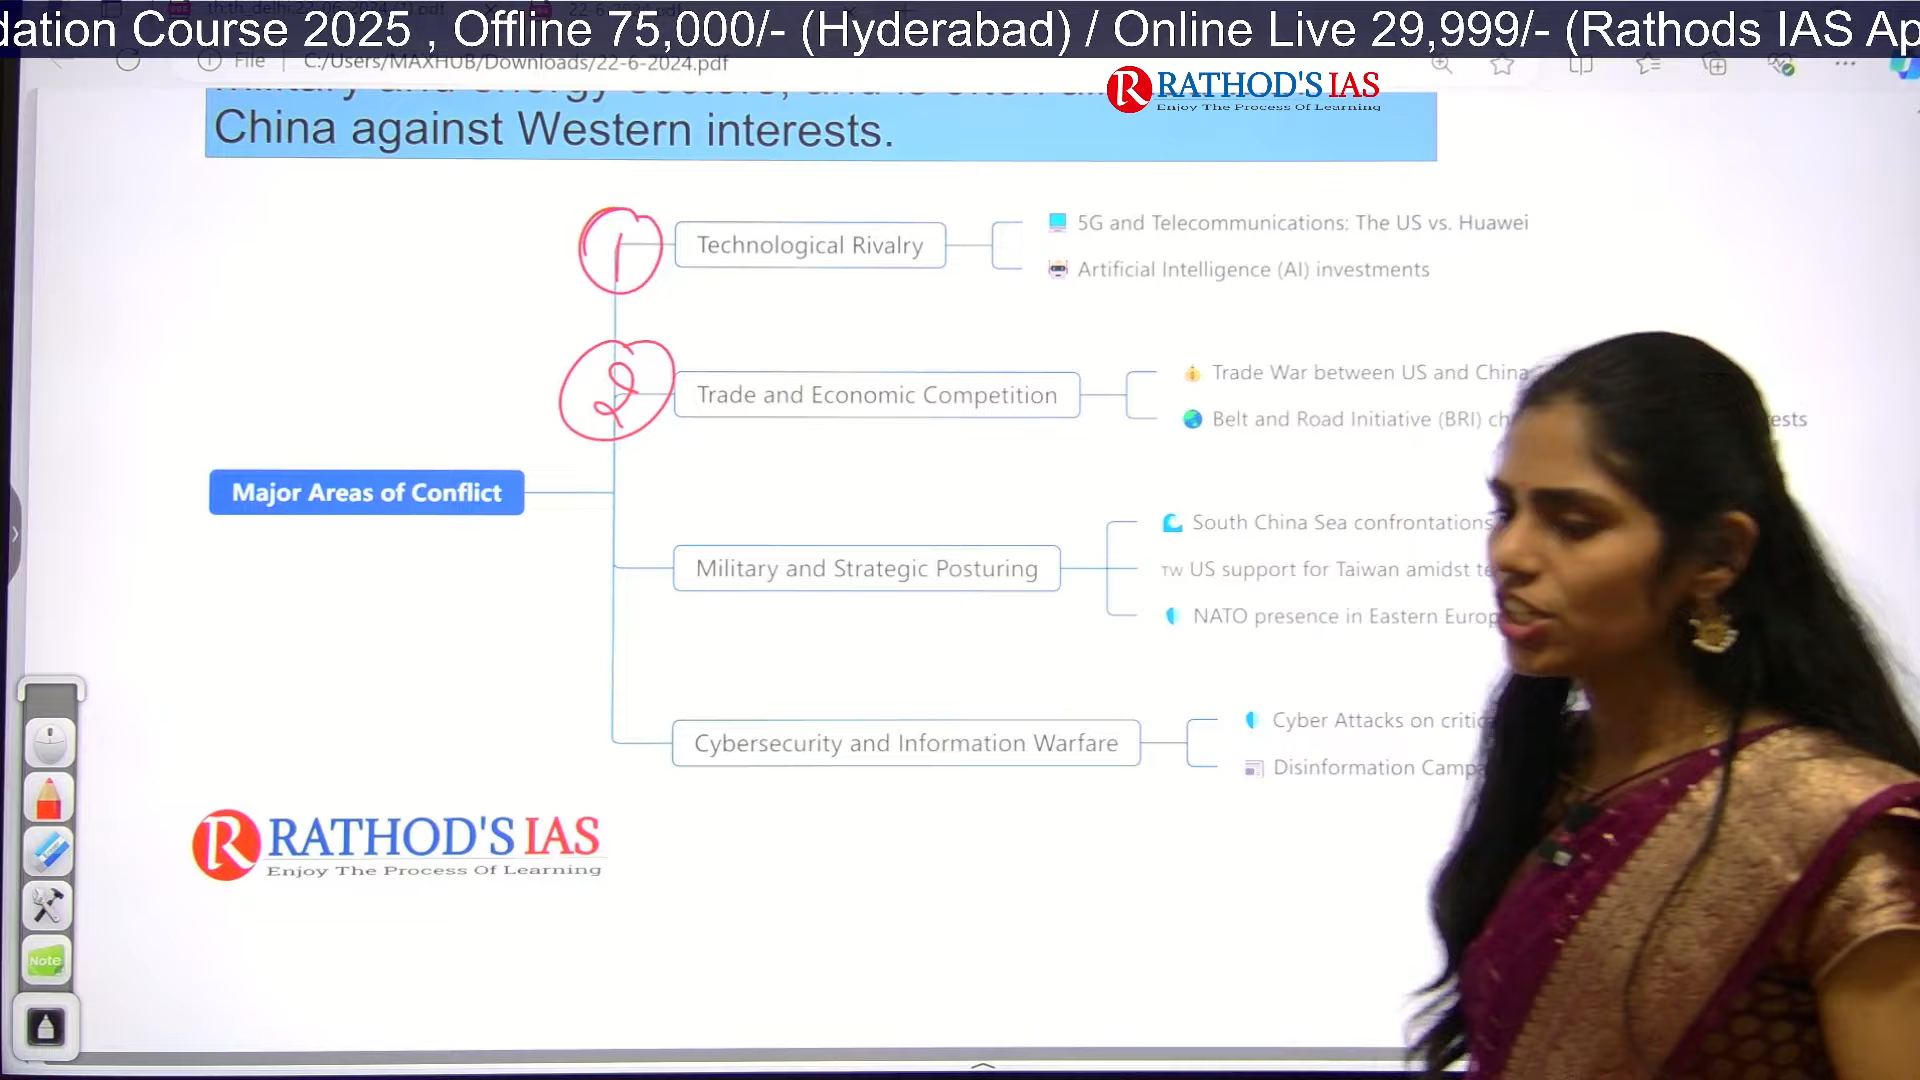 dation Course 2025 , Offline 75,000/- (Hyderabad) / Online Live 29,999/- (Rathods IAS Ap
File | C:/Users/MAXHUB/Downloads/22-6-2024.pdf
RATHOD'S IAS
Enjoy The Process Of Learning
China against Western interests.
1
Technological Rivalry
5G and Telecommunications: The US vs. Huawei
Artificial Intelligence (AI) investments
2
Trade and Economic Competition
Trade War between US and China
Belt and Road Initiative (BRI) ch ests
Major Areas of Conflict
Military and Strategic Posturing
South China Sea confrontations
TW US support for Taiwan amidst te
NATO presence in Eastern Europ
Cybersecurity and Information Warfare
Cyber Attacks on critic
Disinformation Campa
RATHOD'S IAS
Enjoy The Process Of Learning
Note